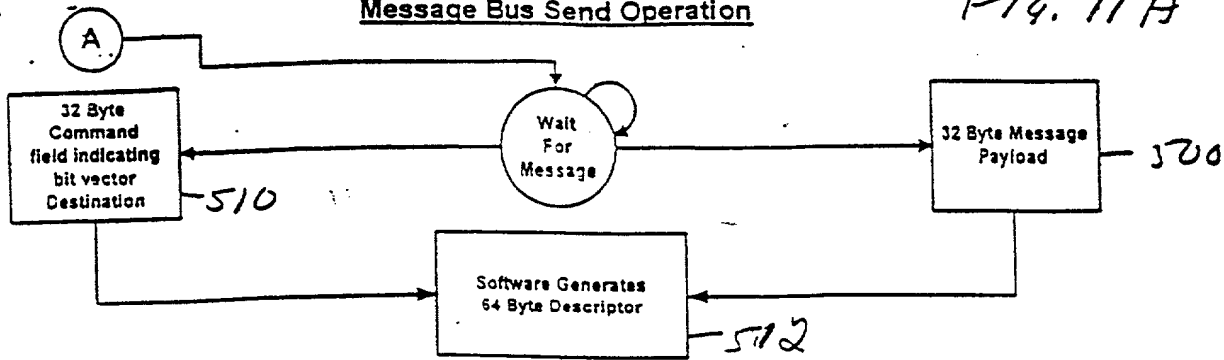 Message Bus Send Operation
Fig. 11A
A
32 Byte
Command
field indicating
bit vector
Destination
510
Wait
For
Message
32 Byte Message
Payload
500
Software Generates
64 Byte Descriptor
512